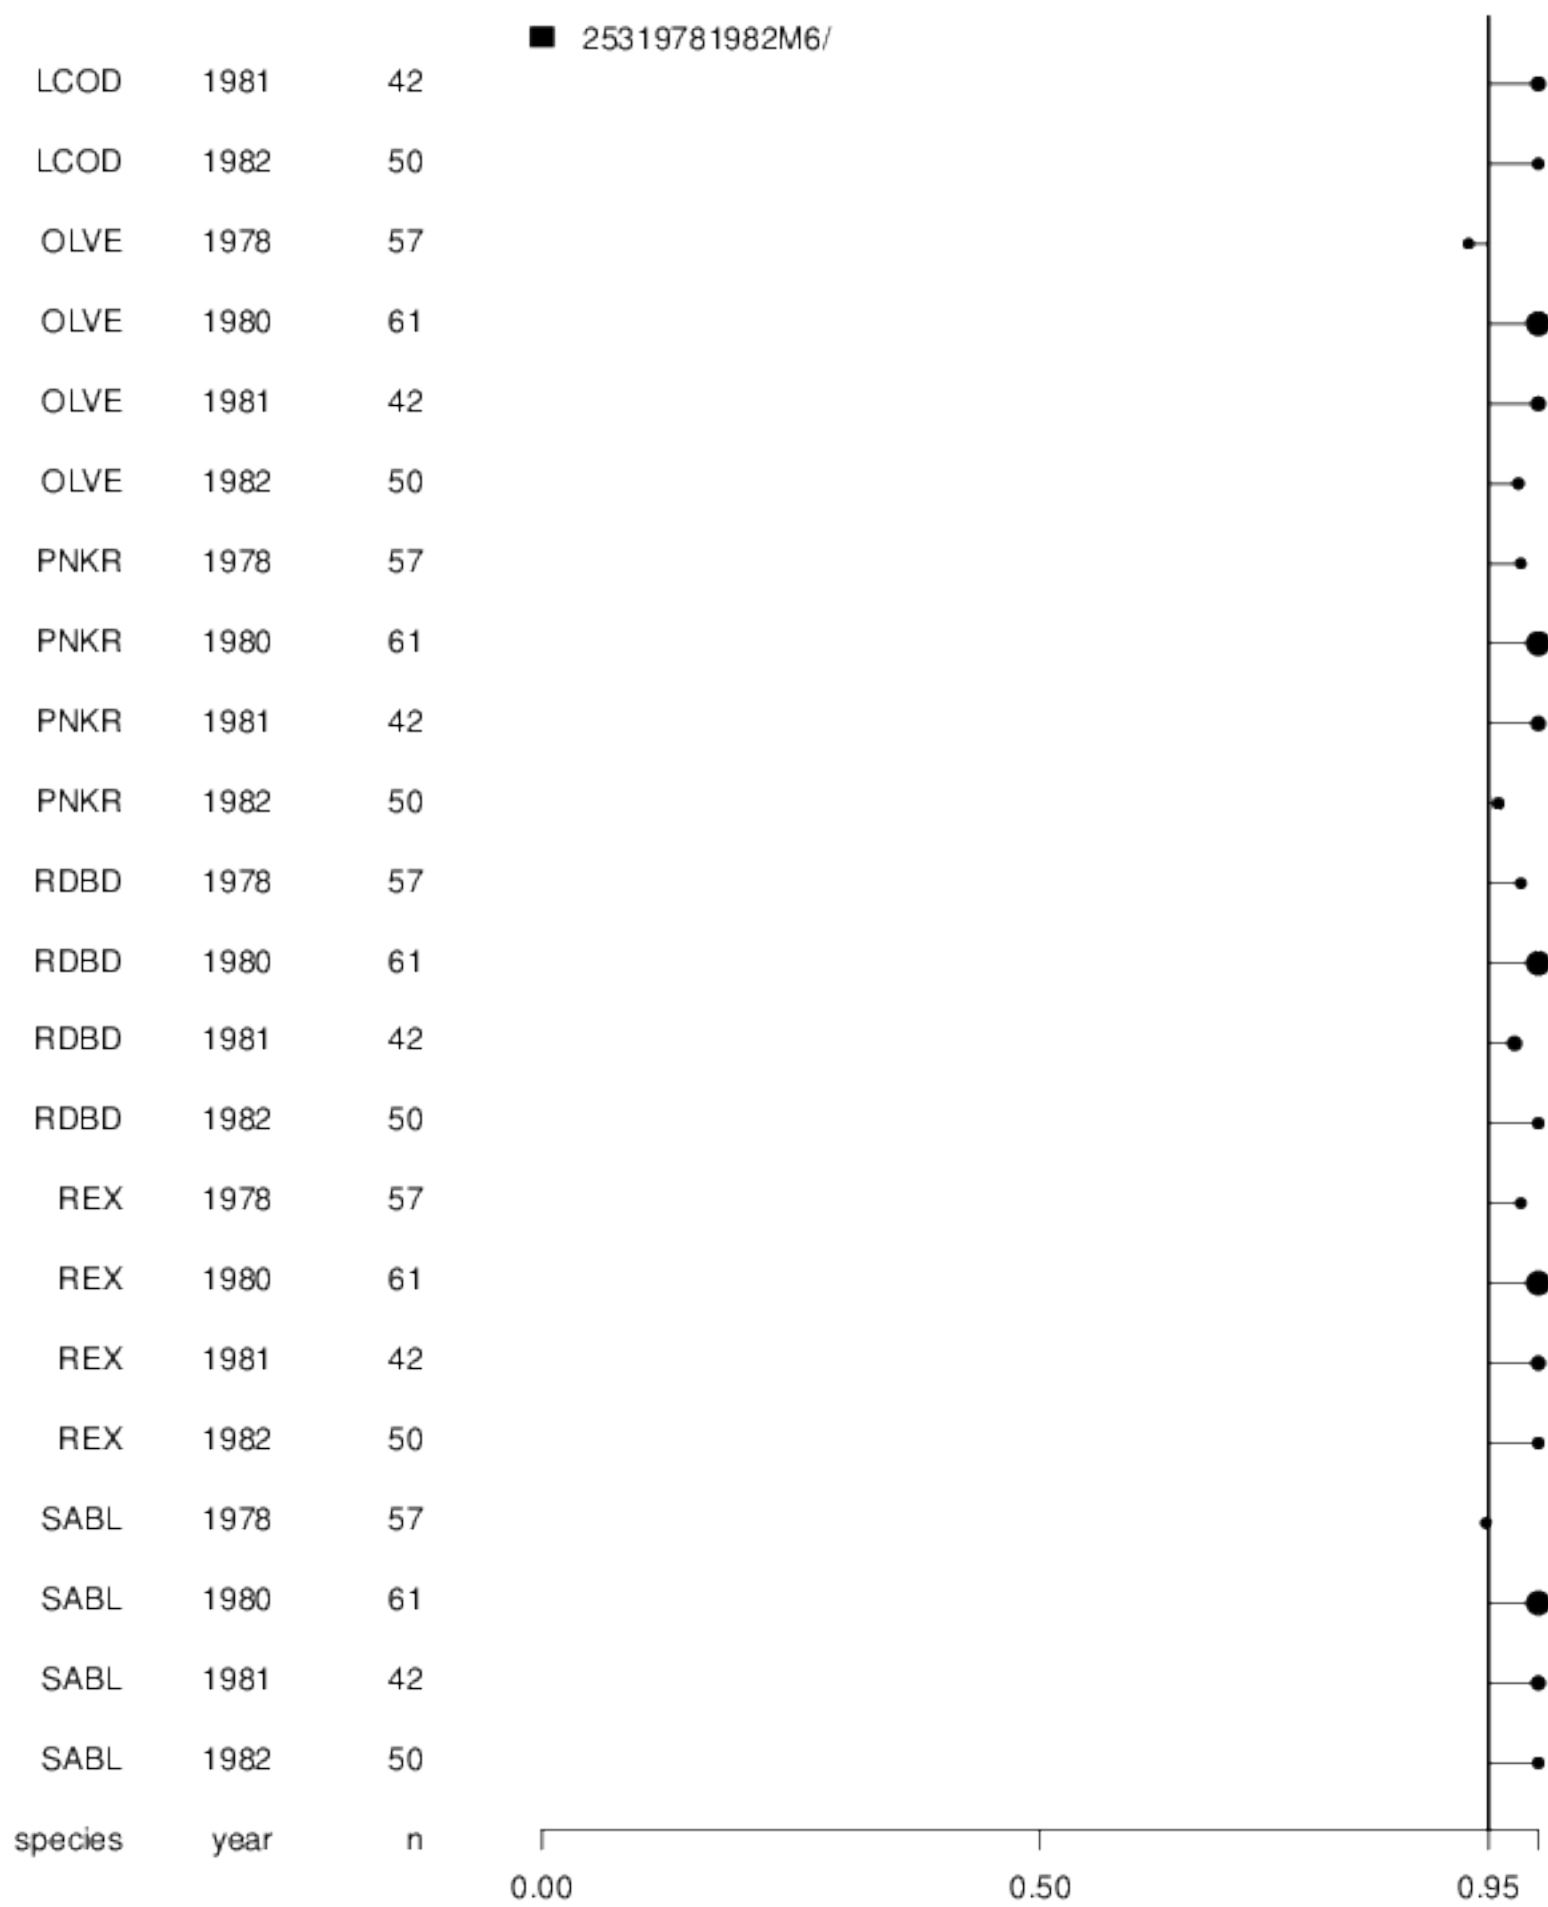 25319781982M6/
LCOD 1981 42
LCOD 1982 50
OLVE 1978 57
OLVE 1980 61
OLVE 1981 42
OLVE 1982 50
PNKR 1978 57
PNKR 1980 61
PNKR 1981 42
PNKR 1982 50
RDBD 1978 57
RDBD 1980 61
RDBD 1981 42
RDBD 1982 50
REX 1978 57
REX 1980 61
REX 1981 42
REX 1982 50
SABL 1978 57
SABL 1980 61
SABL 1981 42
SABL 1982 50
species year n
0.00 0.50 0.95